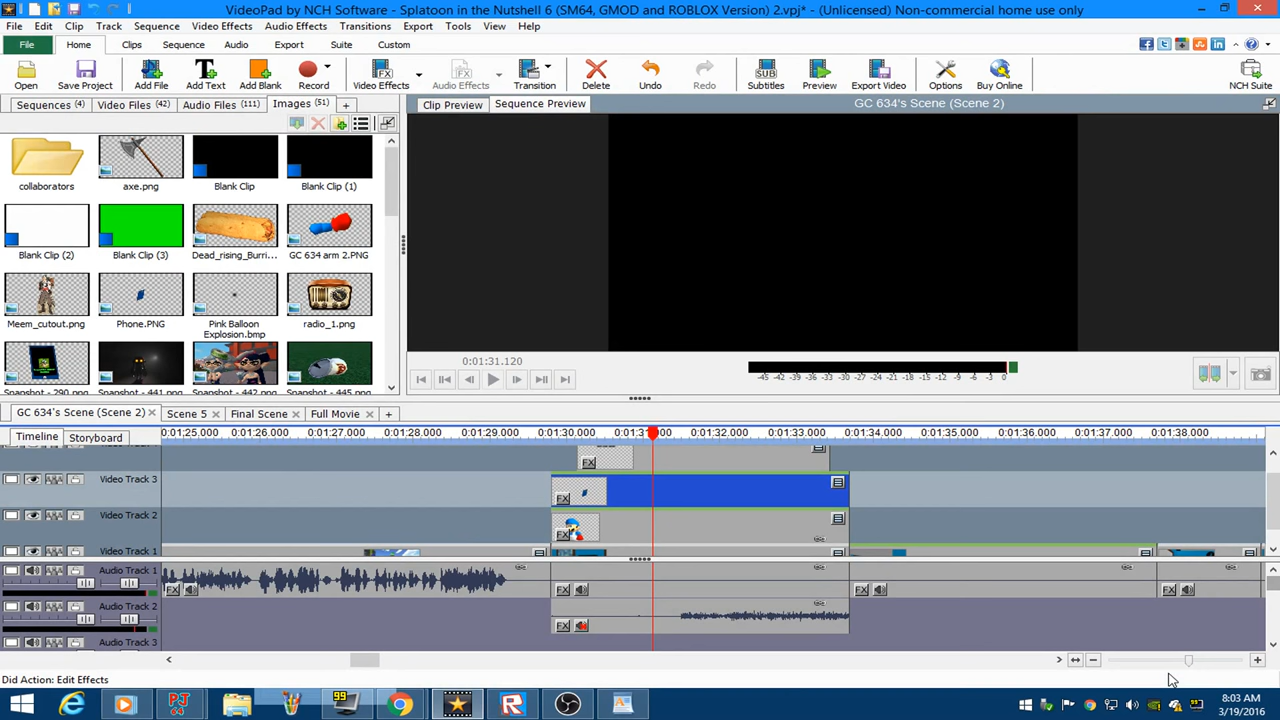 VideoPad by NCH Software - Splatoon in the Nutshell 6 (SM64, GMOD and ROBLOX Version) 2.vpj* - (Unlicensed) Non-commercial home use only
File Edit Clip Track Sequence Video Effects Audio Effects Transitions Export Tools View Help
File Home Clips Sequence Audio Export Suite Custom
Open Save Project Add File Add Text Add Blank Record Video Effects Audio Effects Transition Delete Undo Redo Subtitles Preview Export Video Options Buy Online NCH Suite
Sequences (4) Video Files (42) Audio Files (111) Images (51) +
Clip Preview Sequence Preview GC 634's Scene (Scene 2)
collaborators axe.png Blank Clip Blank Clip (1)
Blank Clip (2) Blank Clip (3) Dead_rising_Burri... GC 634 arm 2.PNG
Meem_cutout.png Phone.PNG Pink Balloon Explosion.bmp radio_1.png
Snapshot - 290.png Snapshot - 441.png Snapshot - 442.png Snapshot - 445.png
0:01:31.120
-45 -42 -39 -36 -33 -30 -27 -24 -21 -18 -15 -12 -9 -6 -3 0
GC 634's Scene (Scene 2) Scene 5 Final Scene Full Movie +
Timeline Storyboard
0:01:25.000 0:01:26.000 0:01:27.000 0:01:28.000 0:01:29.000 0:01:30.000 0:01:32.000 0:01:33.000 0:01:34.000 0:01:35.000 0:01:36.000 0:01:37.000 0:01:38.000
FX
Video Track 3 FX
Video Track 2 FX
Video Track 1
Audio Track 1 FX FX FX FX
Audio Track 2 FX
Audio Track 3
Did Action: Edit Effects
8:03 AM
3/19/2016